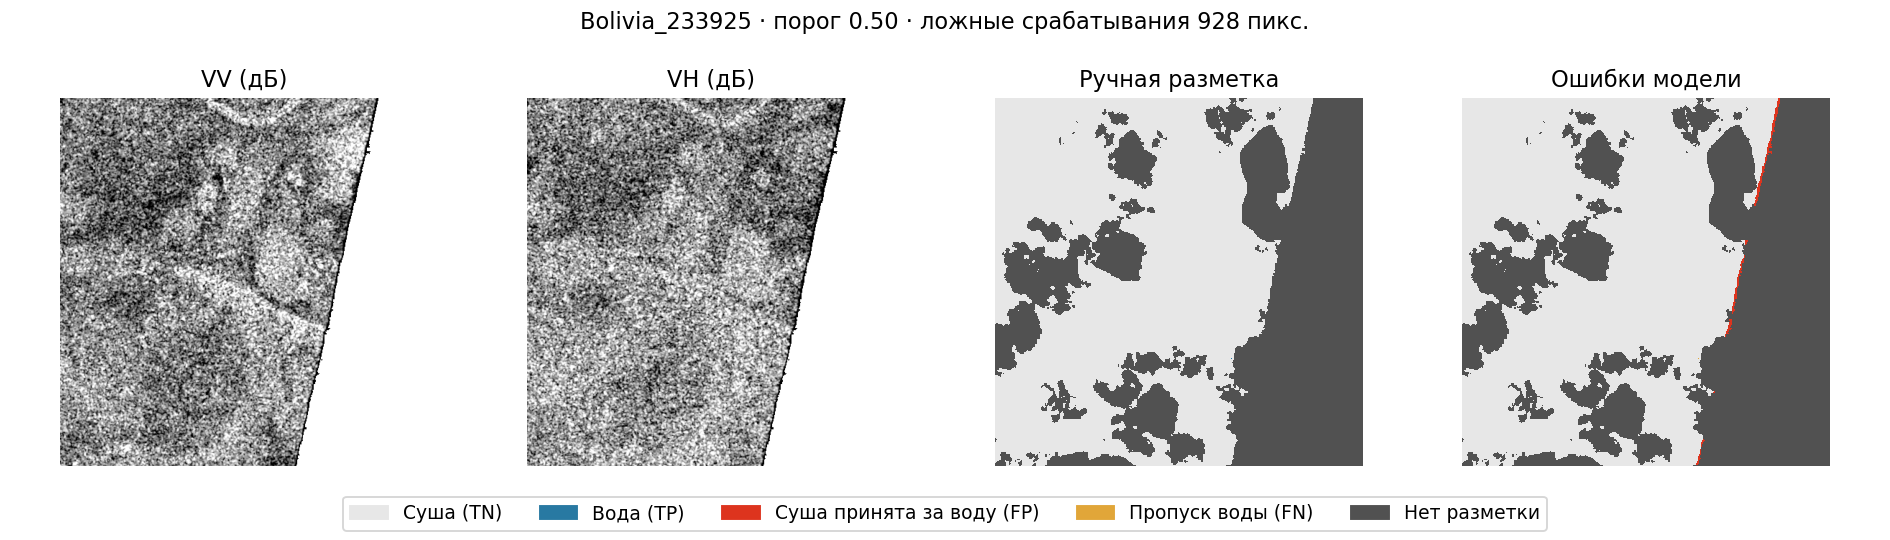 Bolivia_233925 · порог 0.50 · ложные срабатывания 928 пикс.
VV (дБ)
VH (дБ)
Ручная разметка
Ошибки модели
Суша (TN)
Вода (TP)
Суша принята за воду (FP)
Пропуск воды (FN)
Нет разметки